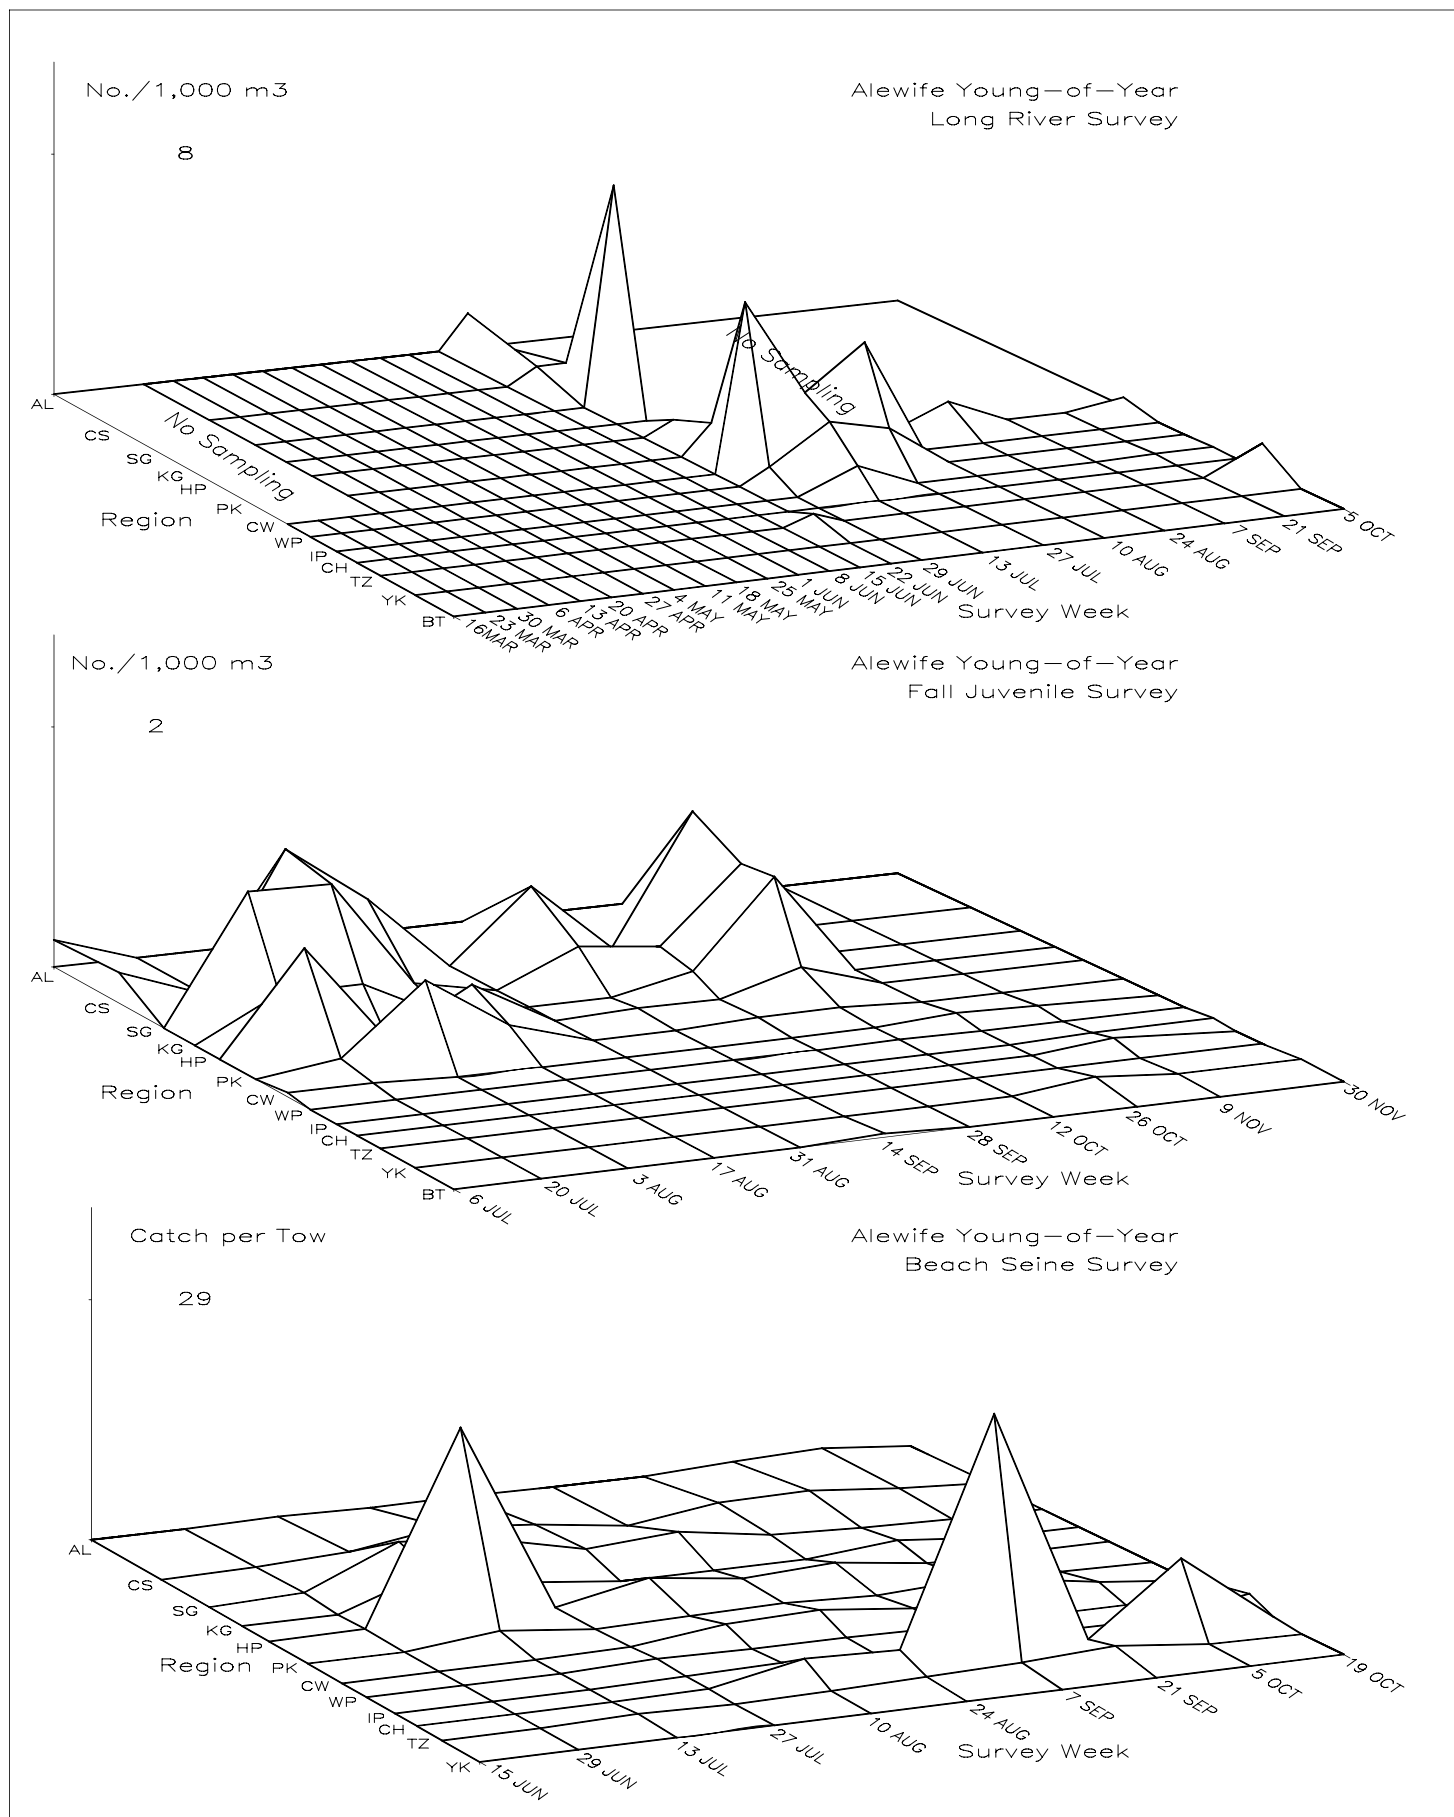 No./1,000 m3
Alewife Young-of-Year
Long River Survey
8
No Sampling
No Sampling
AL
CS
SG
KG
HP
PK
CW
WP
IP
CH
TZ
YK
BT
Region
16MAR
23 MAR
30 MAR
6 APR
13 APR
20 APR
27 APR
4 MAY
11 MAY
18 MAY
25 MAY
1 JUN
8 JUN
15 JUN
22 JUN
29 JUN
13 JUL
27 JUL
10 AUG
24 AUG
7 SEP
21 SEP
5 OCT
Survey Week
No./1,000 m3
Alewife Young-of-Year
Fall Juvenile Survey
2
AL
CS
SG
KG
HP
PK
CW
WP
IP
CH
TZ
YK
BT
Region
6 JUL
20 JUL
3 AUG
17 AUG
31 AUG
14 SEP
28 SEP
12 OCT
26 OCT
9 NOV
30 NOV
Survey Week
Catch per Tow
Alewife Young-of-Year
Beach Seine Survey
29
AL
CS
SG
KG
HP
PK
CW
WP
IP
CH
TZ
YK
Region
15 JUN
29 JUN
13 JUL
27 JUL
10 AUG
24 AUG
7 SEP
21 SEP
5 OCT
19 OCT
Survey Week